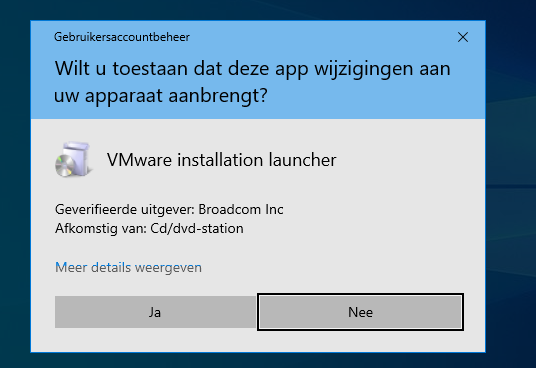 Gebruikersaccountbeheer
Wilt u toestaan dat deze app wijzigingen aan
uw apparaat aanbrengt?
VMware installation launcher
Geverifieerde uitgever: Broadcom Inc
Afkomstig van: Cd/dvd-station
Meer details weergeven
Ja
Nee